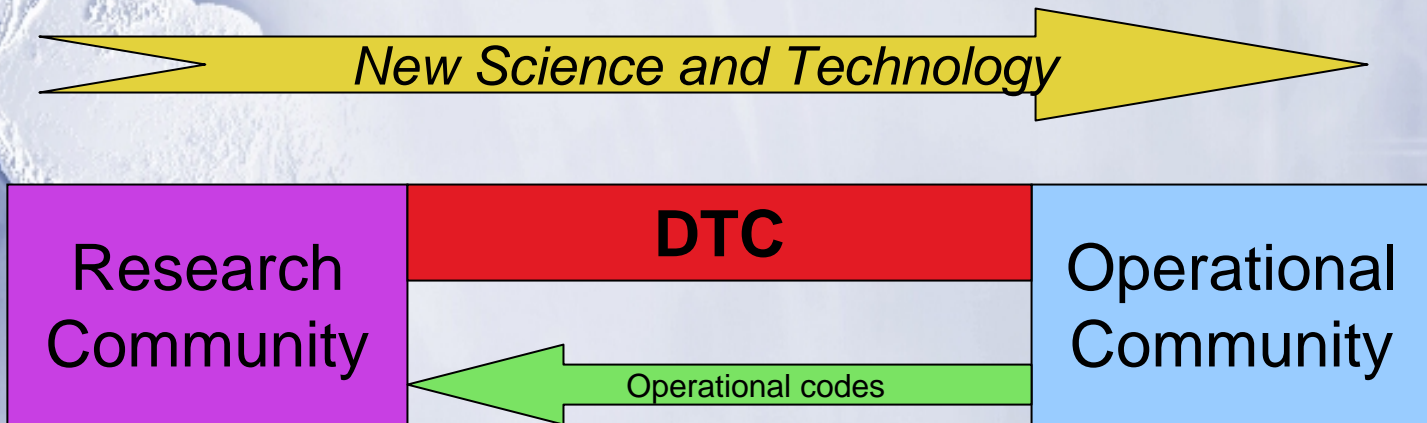 New Science and Technology
DTC
Research
Community
Operational
Community
Operational codes